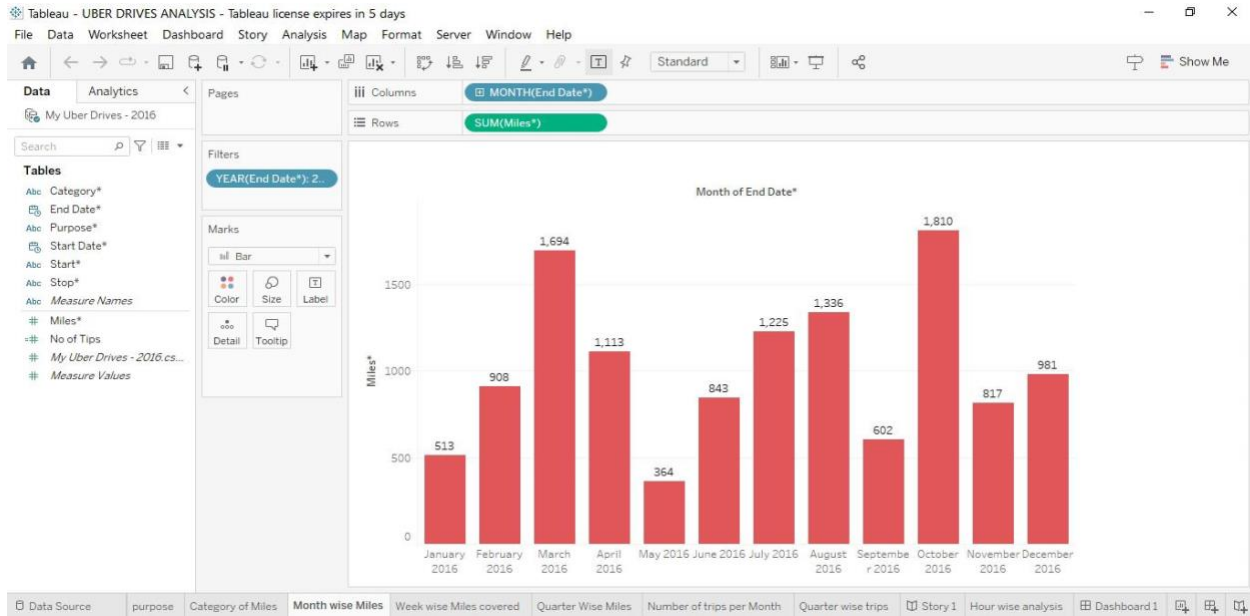 Tableau - UBER DRIVES ANALYSIS - Tableau license expires in 5 days
File Data Worksheet Dashboard Story Analysis Map Format Server Window Help
Standard
Show Me
Data Analytics
My Uber Drives - 2016
Search
Tables
Abc Category*
End Date*
Abc Purpose*
Start Date*
Abc Start*
Abc Stop*
Abc Measure Names
# Miles*
=# No of Tips
# My Uber Drives - 2016.cs...
# Measure Values
Pages
Filters
YEAR(End Date*): 2..
Marks
Bar
Color Size Label
Detail Tooltip
Columns MONTH(End Date*)
Rows SUM(Miles*)
Month of End Date*
Miles*
1500
1000
500
0
513
908
1,694
1,113
364
843
1,225
1,336
602
1,810
817
981
January 2016
February 2016
March 2016
April 2016
May 2016
June 2016
July 2016
August 2016
Septembe
r 2016
October 2016
November 2016
December 2016
Data Source purpose Category of Miles Month wise Miles Week wise Miles covered Quarter Wise Miles Number of trips per Month Quarter wise trips Story 1 Hour wise analysis Dashboard 1